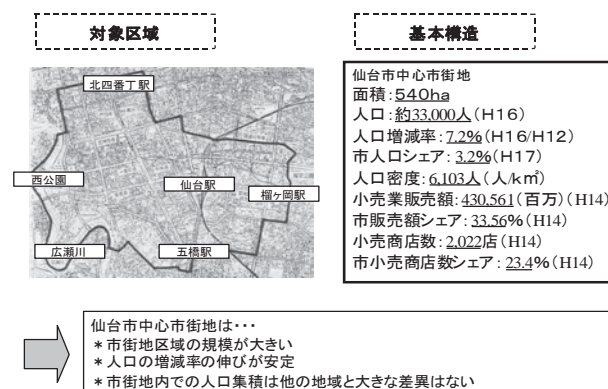 対象区域
基本構造
北四番丁駅
西公園
仙台駅
榴ヶ岡駅
広瀬川
五橋駅
仙台市中心市街地
面積:540ha
人口:約33,000人(H16)
人口増減率:7.2%(H16/H12)
市人口シェア:3.2%(H17)
人口密度:6,103人(人/k㎡)
小売業販売額:430,561(百万)(H14)
市販売額シェア:33.56%(H14)
小売商店数:2,022店(H14)
市小売商店数シェア:23.4%(H14)
仙台市中心市街地は・・・
*市街地区域の規模が大きい
*人口の増減率の伸びが安定
*市街地内での人口集積は他の地域と大きな差異はない